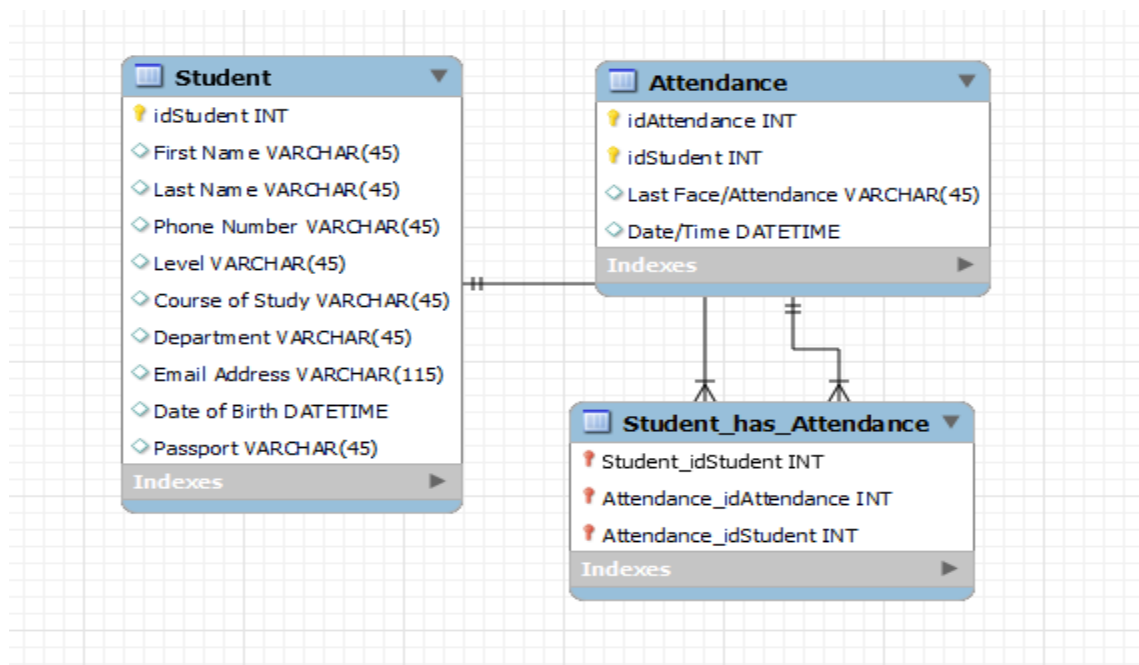 Student
idStudent INT
First Name VARCHAR(45)
Last Name VARCHAR(45)
Phone Number VARCHAR(45)
Level VARCHAR(45)
Course of Study VARCHAR(45)
Department VARCHAR(45)
Email Address VARCHAR(115)
Date of Birth DATETIME
Passport VARCHAR(45)
Indexes
Attendance
idAttendance INT
idStudent INT
Last Face/Attendance VARCHAR(45)
Date/Time DATETIME
Indexes
Student_has_Attendance
Student_idStudent INT
Attendance_idAttendance INT
Attendance_idStudent INT
Indexes